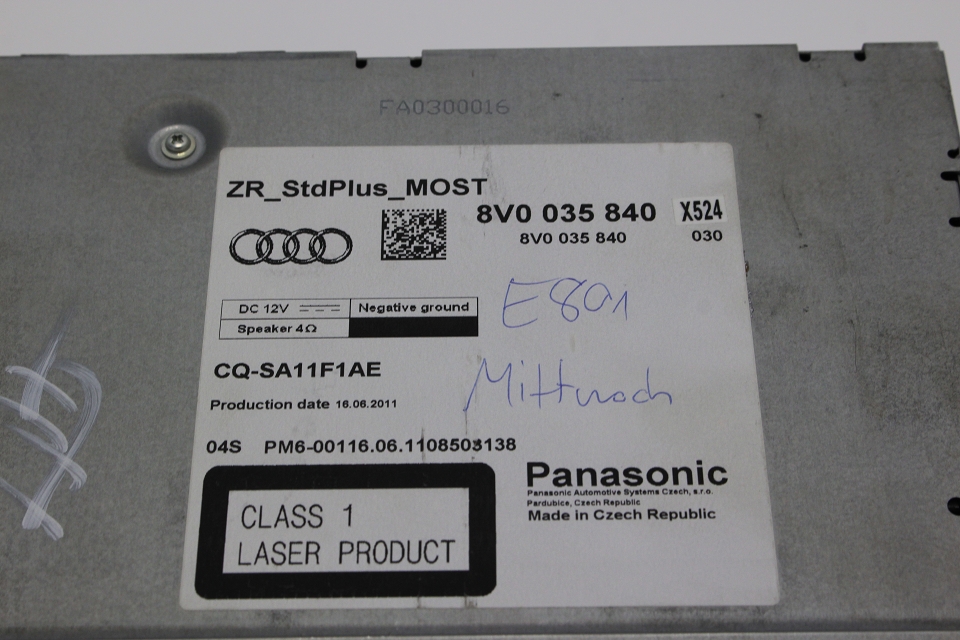 FA0300016
ZR_StdPlus_MOST
8V0 035 840 X524
8V0 035 840 030
DC 12V Negative ground
Speaker 4Ω
E801
CQ-SA11F1AE
Mittwoch
Production date 16.06.2011
04S PM6-00116.06.1108503138
Panasonic
Panasonic Automotive Systems Czech, s.r.o.
Pardubice, Czech Republic
Made in Czech Republic
CLASS 1
LASER PRODUCT